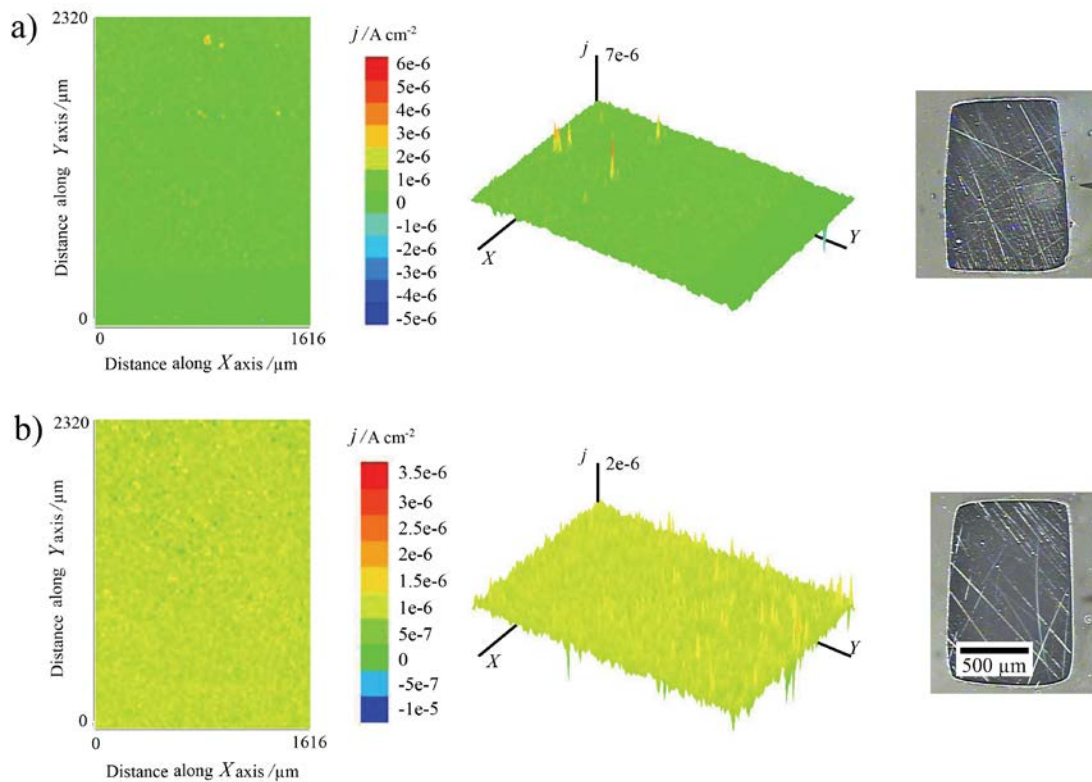 a)
2320
Distance along Y axis /µm
0
0
1616
Distance along X axis /µm
j /A cm-2
6e-6
5e-6
4e-6
3e-6
2e-6
1e-6
0
-1e-6
-2e-6
-3e-6
-4e-6
-5e-6
j
7e-6
X
Y
b)
2320
Distance along Y axis /µm
0
0
1616
Distance along X axis /µm
j /A cm-2
3.5e-6
3e-6
2.5e-6
2e-6
1.5e-6
1e-6
5e-7
0
-5e-7
-1e-5
j
2e-6
X
Y
500 µm